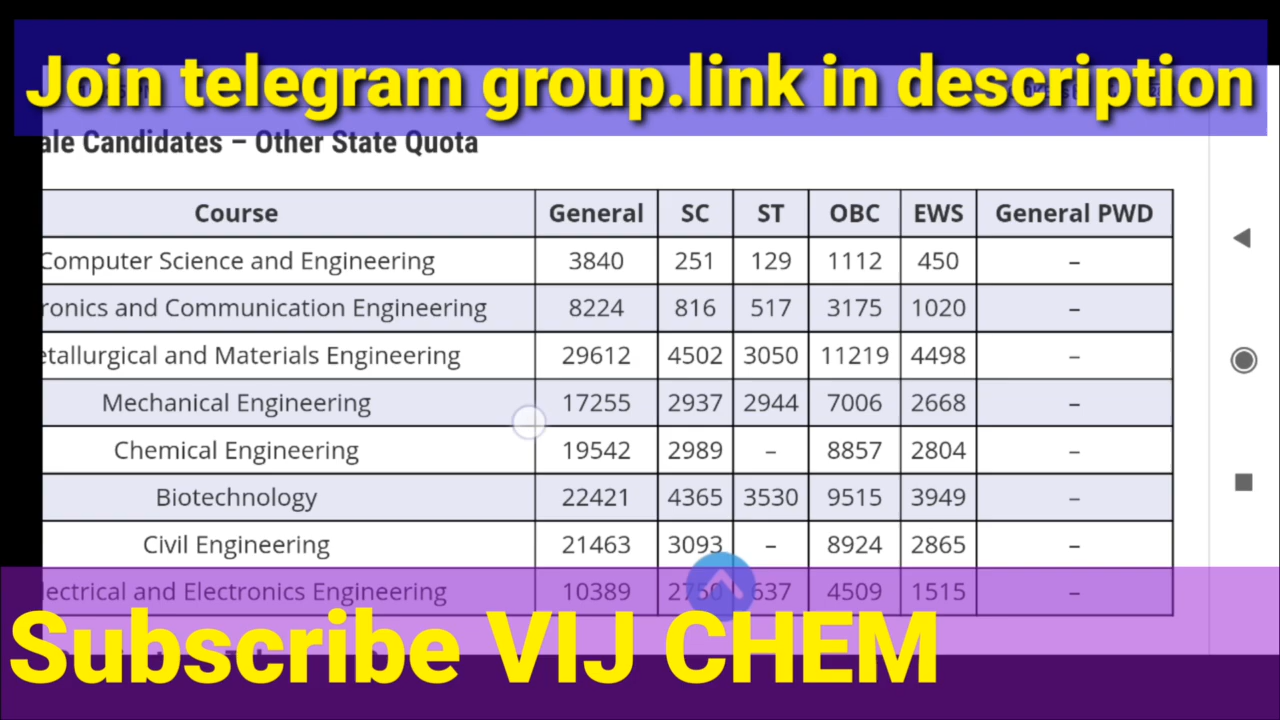 Join telegram group.link in description
ale Candidates – Other State Quota
Course General SC ST OBC EWS General PWD
Computer Science and Engineering 3840 251 129 1112 450 –
ronics and Communication Engineering 8224 816 517 3175 1020 –
etallurgical and Materials Engineering 29612 4502 3050 11219 4498 –
Mechanical Engineering 17255 2937 2944 7006 2668 –
Chemical Engineering 19542 2989 – 8857 2804 –
Biotechnology 22421 4365 3530 9515 3949 –
Civil Engineering 21463 3093 – 8924 2865 –
lectrical and Electronics Engineering 10389 2750 637 4509 1515 –
Subscribe VIJ CHEM